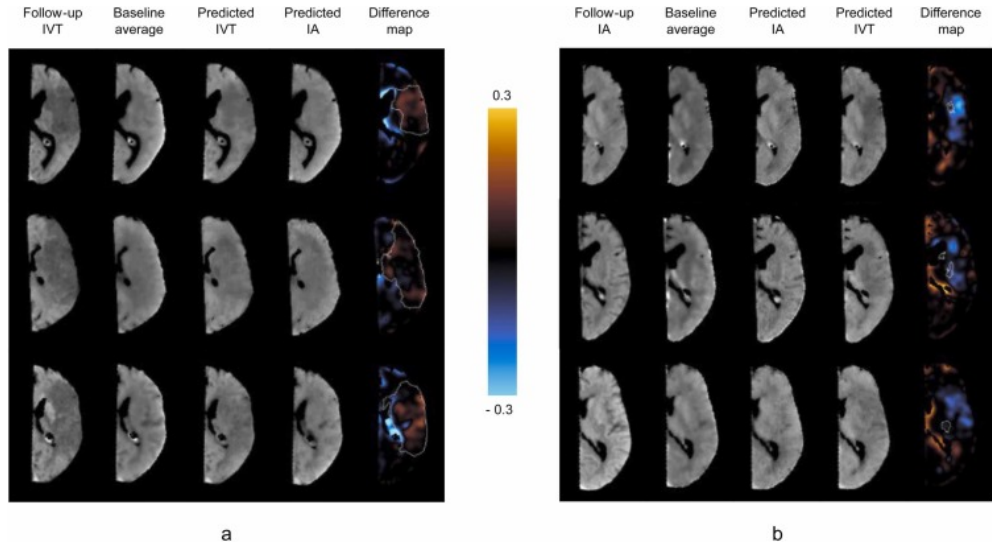 Follow-up
IVT
Baseline
average
Predicted
IVT
Predicted
IA
Difference
map
Follow-up
IA
Baseline
average
Predicted
IA
Predicted
IVT
Difference
map
0.3
- 0.3
a
b